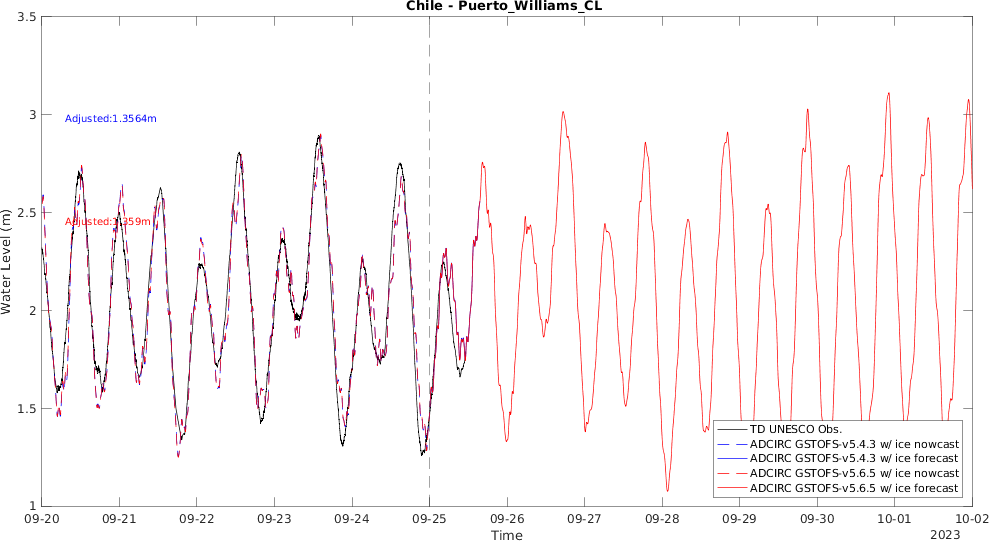 Chile - Puerto_Williams_CL
3.5
3
2.5
2
1.5
1
Water Level (m)
Adjusted:1.3564m
Adjusted:1.359m
TD UNESCO Obs.
ADCIRC GSTOFS-v5.4.3 w/ ice nowcast
ADCIRC GSTOFS-v5.4.3 w/ ice forecast
ADCIRC GSTOFS-v5.6.5 w/ ice nowcast
ADCIRC GSTOFS-v5.6.5 w/ ice forecast
09-20 09-21 09-22 09-23 09-24 09-25 09-26 09-27 09-28 09-29 09-30 10-01 10-02
Time
2023